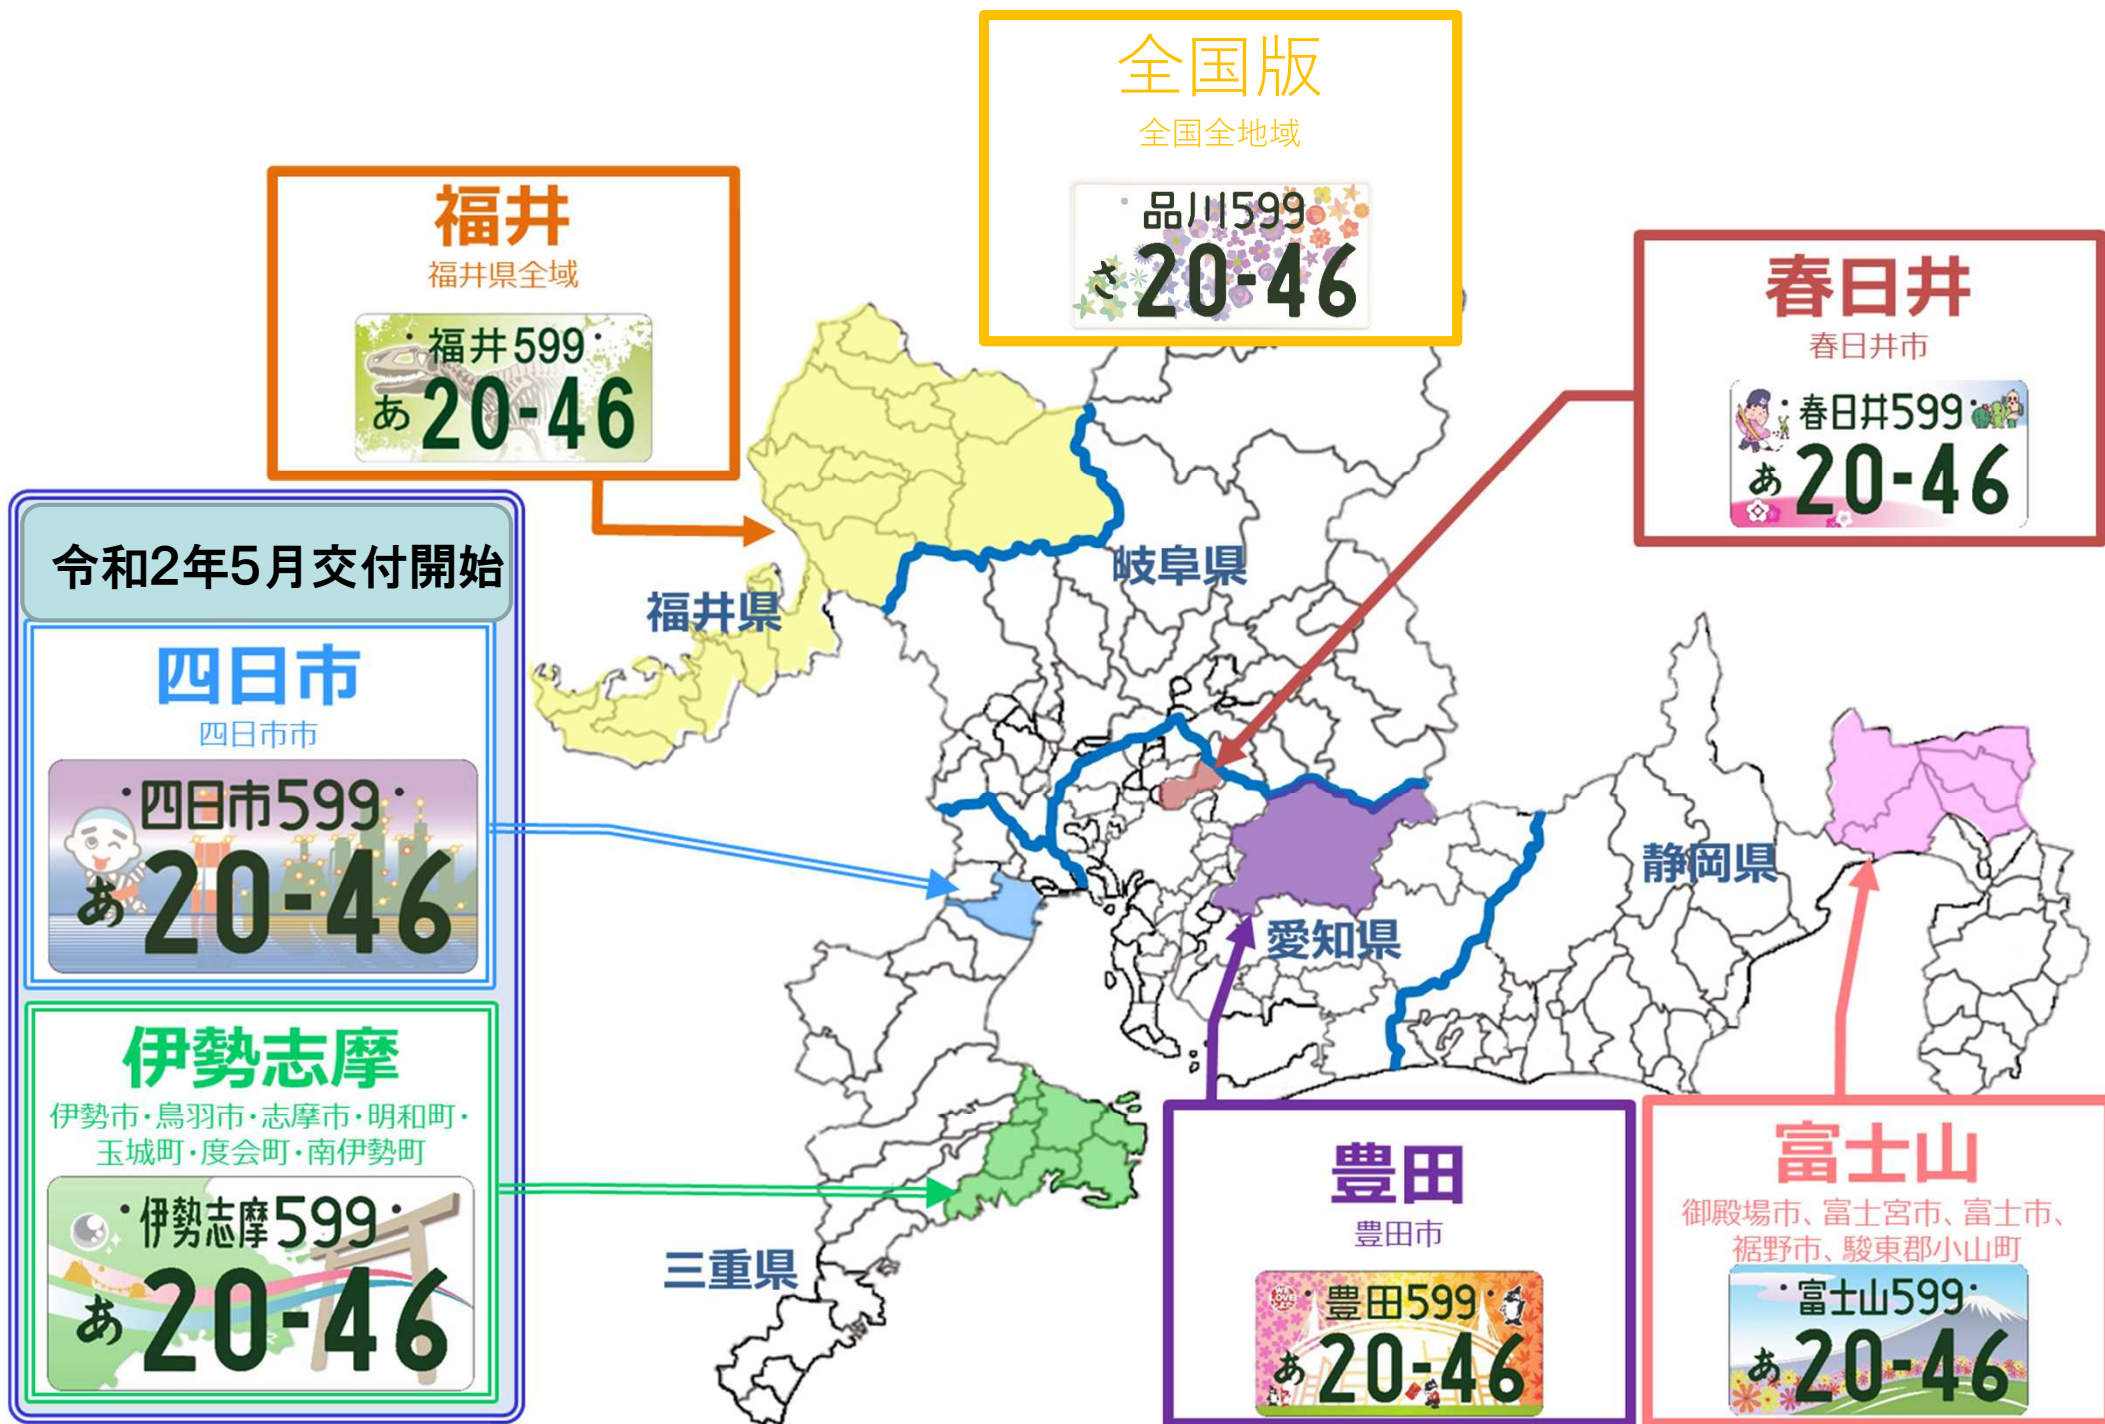 全国版
全国全地域
品川599
さ 20-46
福井
福井県全域
福井599
あ 20-46
春日井
春日井市
春日井599
あ 20-46
令和2年5月交付開始
四日市
四日市市
四日市599
あ 20-46
伊勢志摩
伊勢市・鳥羽市・志摩市・明和町・
玉城町・度会町・南伊勢町
伊勢志摩599
あ 20-46
福井県
岐阜県
静岡県
愛知県
三重県
豊田
豊田市
WE
LOVE
とよた
豊田599
あ 20-46
富士山
御殿場市、富士宮市、富士市、
裾野市、駿東郡小山町
富士山599
あ 20-46